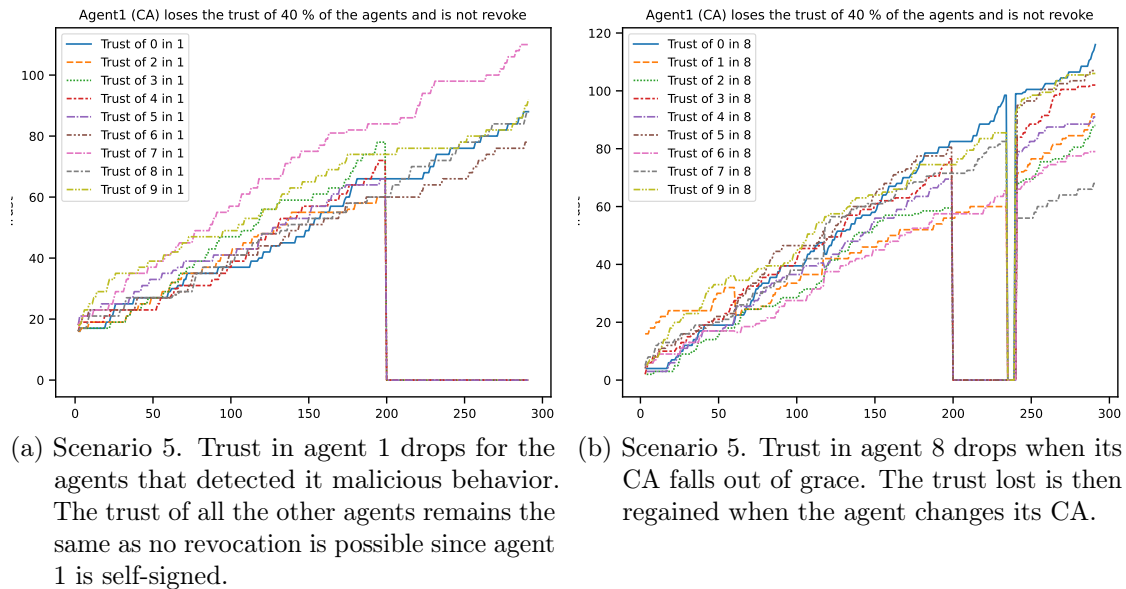 Agent1 (CA) loses the trust of 40 % of the agents and is not revoke
Trust of 0 in 1
Trust of 2 in 1
Trust of 3 in 1
Trust of 4 in 1
Trust of 5 in 1
Trust of 6 in 1
Trust of 7 in 1
Trust of 8 in 1
Trust of 9 in 1
100
80
60
40
20
0
0 50 100 150 200 250 300
(a) Scenario 5. Trust in agent 1 drops for the
agents that detected it malicious behavior.
The trust of all the other agents remains the
same as no revocation is possible since agent
1 is self-signed.
Agent1 (CA) loses the trust of 40 % of the agents and is not revoke
Trust of 0 in 8
Trust of 1 in 8
Trust of 2 in 8
Trust of 3 in 8
Trust of 4 in 8
Trust of 5 in 8
Trust of 6 in 8
Trust of 7 in 8
Trust of 9 in 8
120
100
80
60
40
20
0
0 50 100 150 200 250 300
(b) Scenario 5. Trust in agent 8 drops when its
CA falls out of grace. The trust lost is then
regained when the agent changes its CA.